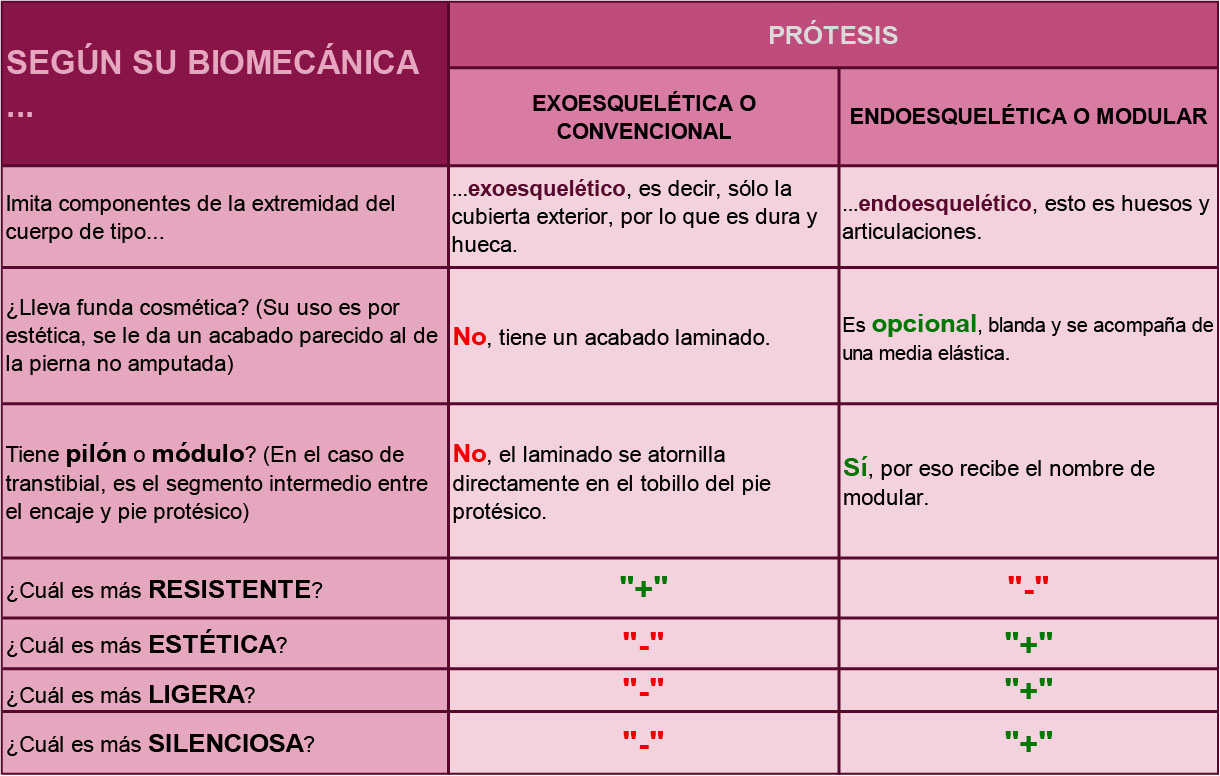 SEGÚN SU BIOMECÁNICA
...
PRÓTESIS
EXOESQUELÉTICA O
CONVENCIONAL
ENDOESQUELÉTICA O MODULAR
Imita componentes de la extremidad del
cuerpo de tipo...
...exoesquelético, es decir, sólo la
cubierta exterior, por lo que es dura y
hueca.
...endoesquelético, esto es huesos y
articulaciones.
¿Lleva funda cosmética? (Su uso es por
estética, se le da un acabado parecido al de
la pierna no amputada)
No, tiene un acabado laminado.
Es opcional, blanda y se acompaña de
una media elástica.
Tiene pilón o módulo? (En el caso de
transtibial, es el segmento intermedio entre
el encaje y pie protésico)
No, el laminado se atornilla
directamente en el tobillo del pie
protésico.
Sí, por eso recibe el nombre de
modular.
¿Cuál es más RESISTENTE?
"+"
"-"
¿Cuál es más ESTÉTICA?
"-"
"+"
¿Cuál es más LIGERA?
"-"
"+"
¿Cuál es más SILENCIOSA?
"-"
"+"